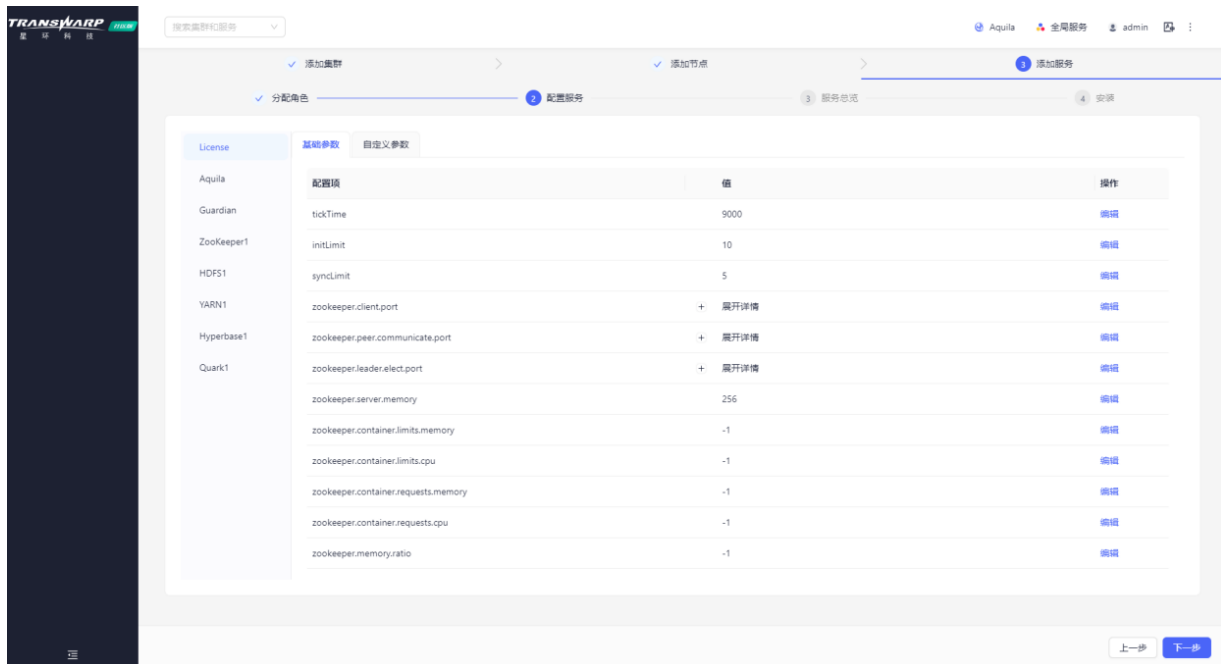 TRANSWARP 社区版
星 环 科 技
搜索集群和服务
Aquila 全局服务 admin
添加集群 添加节点 3 添加服务
分配角色 2 配置服务 3 服务总览 4 安装
License
Aquila
Guardian
ZooKeeper1
HDFS1
YARN1
Hyperbase1
Quark1
基础参数 自定义参数
配置项 值 操作
tickTime 9000 编辑
initLimit 10 编辑
syncLimit 5 编辑
zookeeper.client.port + 展开详情 编辑
zookeeper.peer.communicate.port + 展开详情 编辑
zookeeper.leader.elect.port + 展开详情 编辑
zookeeper.server.memory 256 编辑
zookeeper.container.limits.memory -1 编辑
zookeeper.container.limits.cpu -1 编辑
zookeeper.container.requests.memory -1 编辑
zookeeper.container.requests.cpu -1 编辑
zookeeper.memory.ratio -1 编辑
上一步 下一步